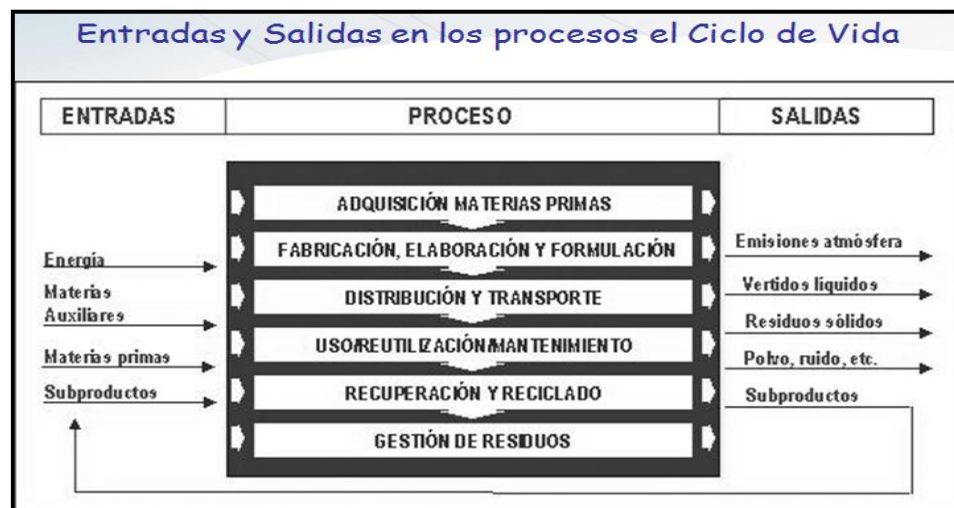 Entradas y Salidas en los procesos el Ciclo de Vida
ENTRADAS
PROCESO
SALIDAS
ADQUISICIÓN MATERIAS PRIMAS
FABRICACIÓN, ELABORACIÓN Y FORMULACIÓN
DISTRIBUCIÓN Y TRANSPORTE
USO/REUTILIZACIÓN/MANTENIMIENTO
RECUPERACIÓN Y RECICLADO
GESTIÓN DE RESIDUOS
Energía
Materias
Auxiliares
Materias primas
Subproductos
Emisiones atmósfera
Vertidos líquidos
Residuos sólidos
Polvo, ruido, etc.
Subproductos